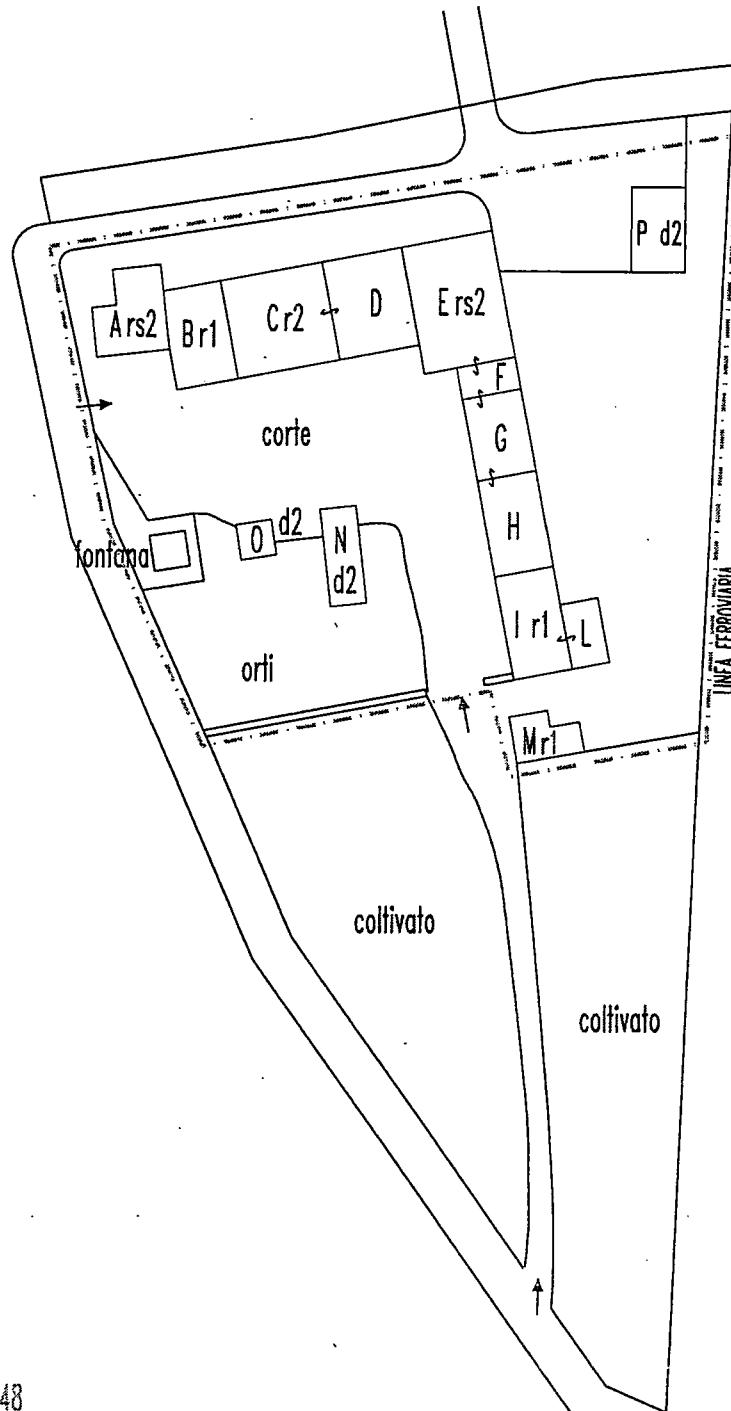 P d2
A rs2
B r1
C r2
D
E rs2
F
corte
G
fontana
O
d2
N
d2
H
LINEA FERROVIARIA
orti
I r1
L
M r1
coltivato
coltivato
48